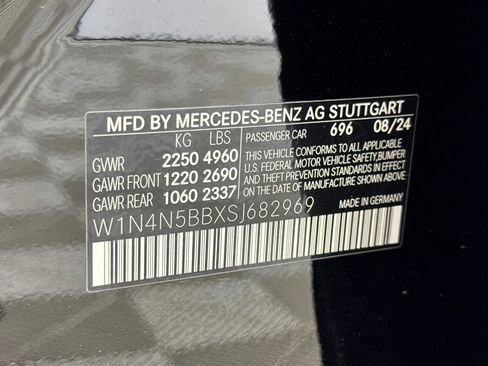 MFD BY MERCEDES-BENZ AG STUTTGART
KG LBS PASSENGER CAR 696 08/24
GVWR 2250 4960
GAWR FRONT 1220 2690
GAWR REAR 1060 2337
THIS VEHICLE CONFORMS TO ALL APPLICABLE
U.S. FEDERAL MOTOR VEHICLE SAFETY,BUMPER
AND THEFT PREVENTION STANDARDS IN EFFECT
ON THE DATE OF MANUFACTURE SHOWN ABOVE.
W1N4N5BBXSJ682969
MADE IN GERMANY